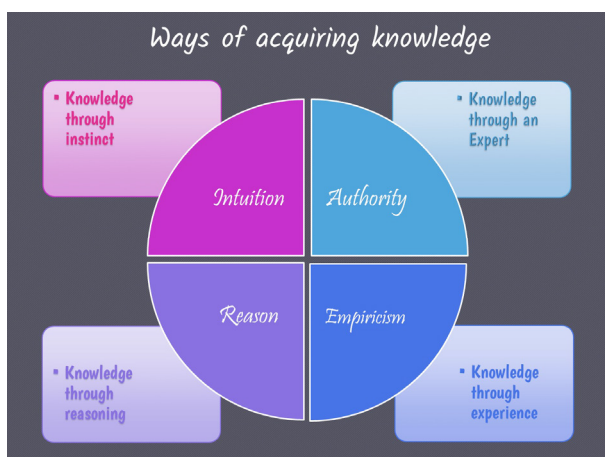 Ways of acquiring knowledge
▪ Knowledge
through
instinct
▪ Knowledge
through an
Expert
Intuition
Authority
Reason
Empiricism
▪ Knowledge
through
reasoning
▪ Knowledge
through
experience